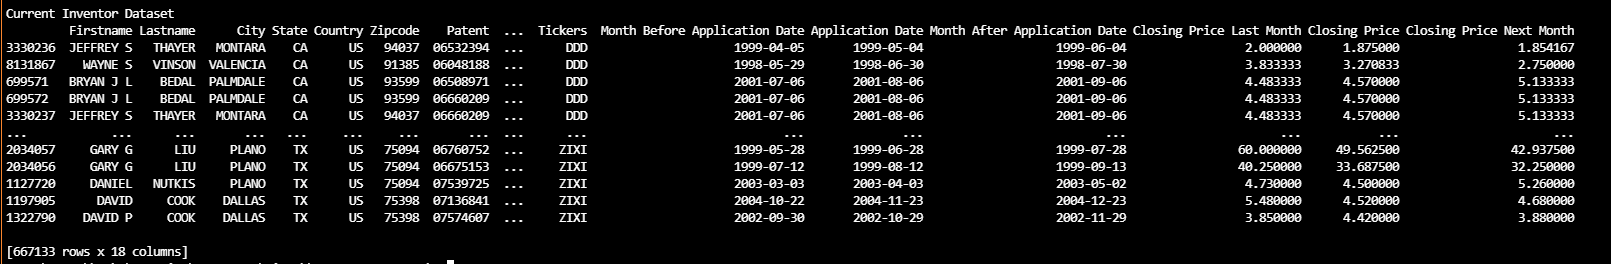 Current Inventor Dataset
Firstname Lastname City State Country Zipcode Patent ... Tickers Month Before Application Date Application Date Month After Application Date Closing Price Last Month Closing Price Closing Price Next Month
3330236 JEFFREY S THAYER MONTARA CA US 94037 06532394 ... DDD 1999-04-05 1999-05-04 1999-06-04 2.000000 1.875000 1.854167
8131867 WAYNE S VINSON VALENCIA CA US 91385 06048188 ... DDD 1998-05-29 1998-06-30 1998-07-30 3.833333 3.270833 2.750000
699571 BRYAN J L BEDAL PALMDALE CA US 93599 06508971 ... DDD 2001-07-06 2001-08-06 2001-09-06 4.483333 4.570000 5.133333
699572 BRYAN J L BEDAL PALMDALE CA US 93599 06660209 ... DDD 2001-07-06 2001-08-06 2001-09-06 4.483333 4.570000 5.133333
3330237 JEFFREY S THAYER MONTARA CA US 94037 06660209 ... DDD 2001-07-06 2001-08-06 2001-09-06 4.483333 4.570000 5.133333
... ... ... ... ... ... ... ... ... ... ... ... ... ... ... ...
2034057 GARY G LIU PLANO TX US 75094 06760752 ... ZIXI 1999-05-28 1999-06-28 1999-07-28 60.000000 49.562500 42.937500
2034056 GARY G LIU PLANO TX US 75094 06675153 ... ZIXI 1999-07-12 1999-08-12 1999-09-13 40.250000 33.687500 32.250000
1127720 DANIEL NUTKIS PLANO TX US 75094 07539725 ... ZIXI 2003-03-03 2003-04-03 2003-05-02 4.730000 4.500000 5.260000
1197905 DAVID COOK DALLAS TX US 75398 07136841 ... ZIXI 2004-10-22 2004-11-23 2004-12-23 5.480000 4.520000 4.680000
1322790 DAVID P COOK DALLAS TX US 75398 07574607 ... ZIXI 2002-09-30 2002-10-29 2002-11-29 3.850000 4.420000 3.880000
[667133 rows x 18 columns]